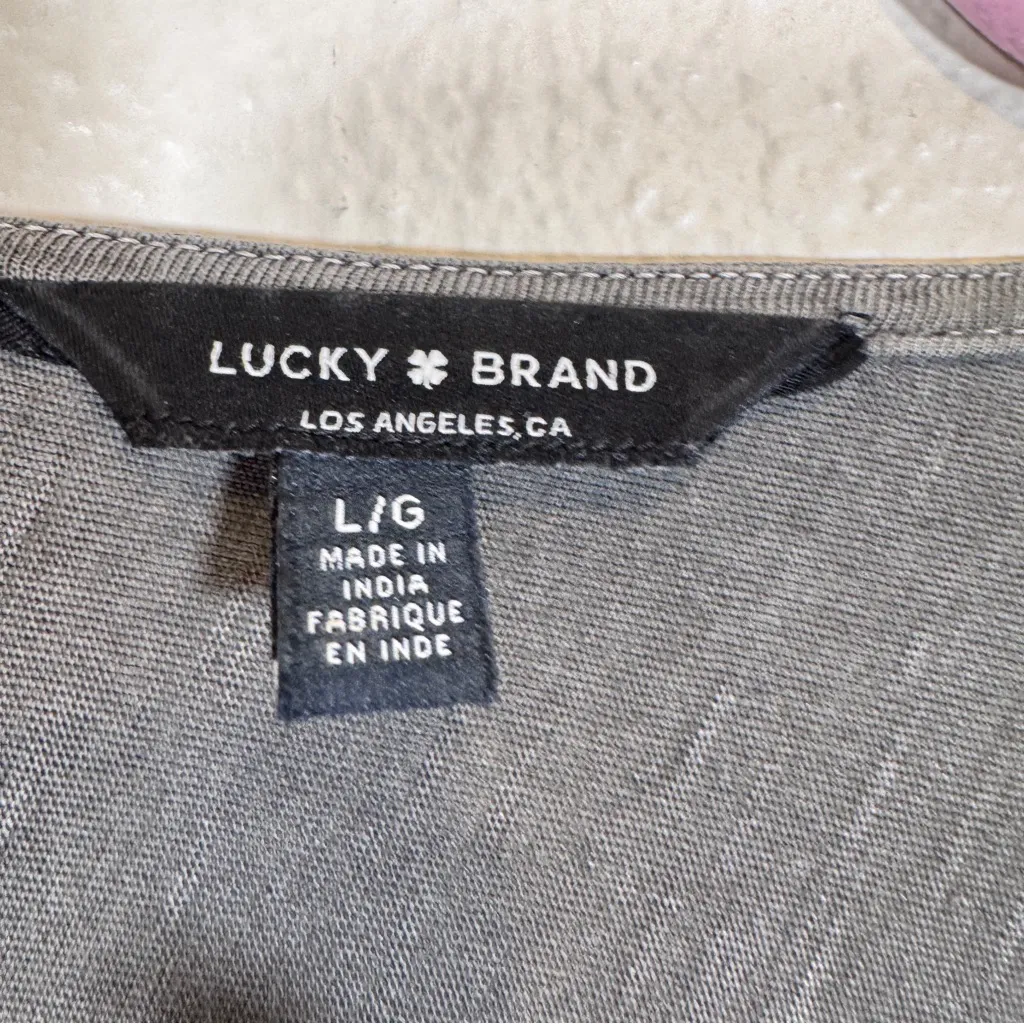 LUCKY BRAND
LOS ANGELES, CA
L/G
MADE IN
INDIA
FABRIQUE
EN INDE